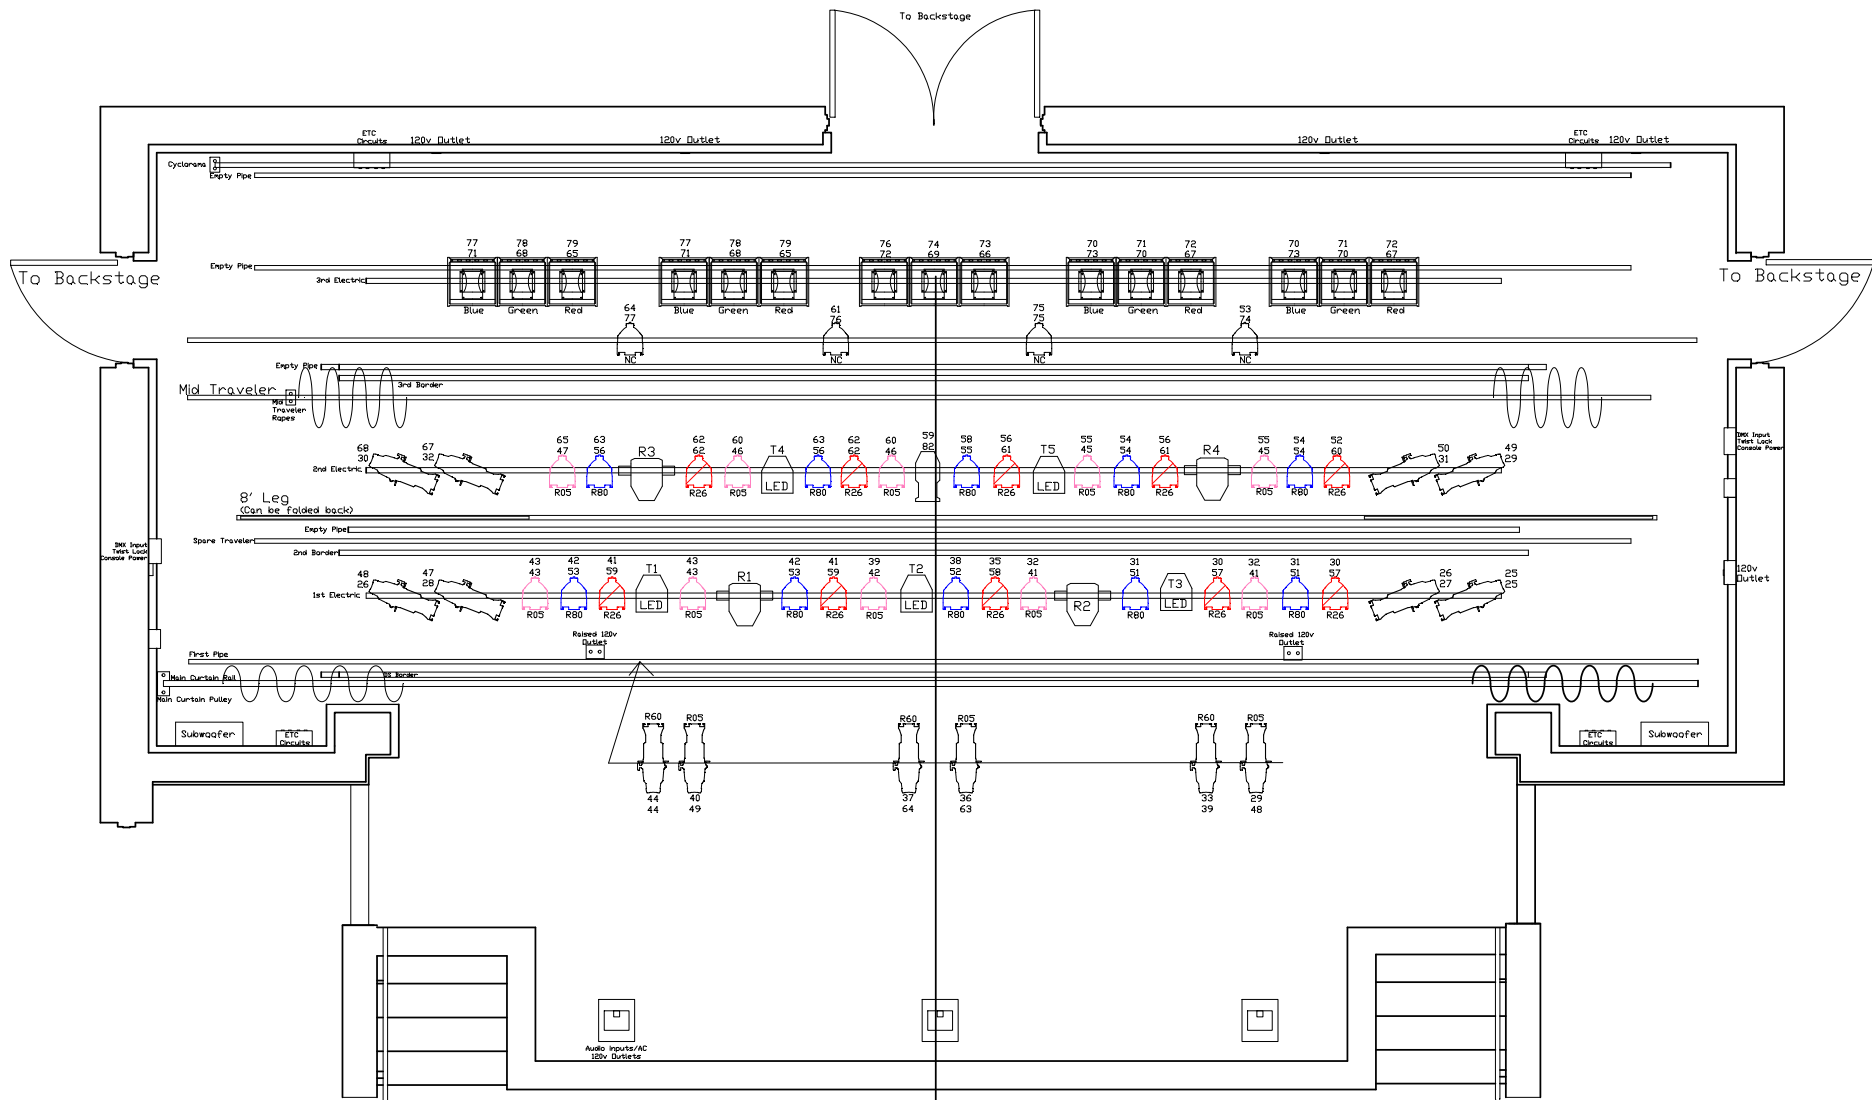 To Backstage
ETC
Circuits
120v Outlet
120v Outlet
120v Outlet
ETC
Circuits
120v Outlet
Cyclorama
Empty Pipe
To Backstage
To Backstage
77 78 79 77 78 79 76 74 73 70 71 72 70 71 72
71 68 65 71 68 65 72 69 66 73 70 67 73 70 67
Empty Pipe
3rd Electric
Blue Green Red Blue Green Red Blue Green Red Blue Green Red
64 61 75 53
77 76 75 74
NC NC NC
Empty Pipe
3rd Border
Mid Traveler
Mid
Traveler
Ropes
68 67 65 63 R3 62 60 T4 63 62 60 59 58 56 T5 55 54 56 R4 55 54 52 50 49
30 32 47 56 62 46 56 62 46 82 55 61 45 54 61 45 54 60 31 29
2nd Electric
R05 R80 R26 R05 LED R80 R26 R05 R80 R26 LED R05 R80 R26 R05 R80 R26
8' Leg
(Can be folded back)
Empty Pipe
Spare Traveler
2nd Border
DMX Input
Twist Lock
Console Power
DMX Input
Twist Lock
Console Power
120v
Outlet
48 47 43 42 41 T1 43 R1 42 41 39 T2 38 35 32 R2 31 T3 30 32 31 30 26 25
26 28 43 53 59 43 53 59 42 52 58 41 51 57 41 51 57 27 25
1st Electric
R05 R80 R26 LED R05 R80 R26 R05 LED R80 R26 R05 R80 LED R26 R05 R80 R26
Raised 120v
Outlet
Raised 120v
Outlet
First Pipe
Main Curtain Rail
DS Border
Main Curtain Pulley
Subwoofer
ETC
Circuits
ETC
Circuits
Subwoofer
R60 R05 R60 R05 R60 R05
44 40 37 36 33 29
44 49 64 63 39 48
Audio Inputs/AC
120v Outlets